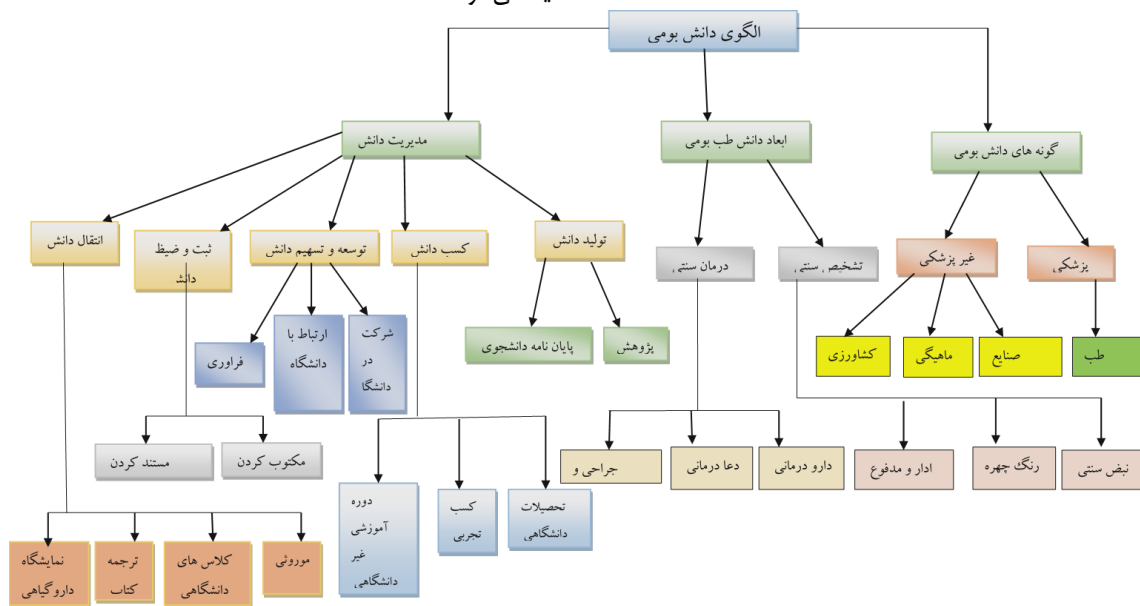 الگوی دانش بومی
گونه های دانش بومی
ابعاد دانش طب بومی
مدیریت دانش
پزشکی
غیر پزشکی
تشخیص سنتی
درمان سنتی
تولید دانش
کسب دانش
توسعه و تسهیم دانش
ثبت و ضبظ
انتقال دانش
طب
صنایع
ماهیگی
کشاورزی
پژوهش
پایان نامه دانشجوی
شرکت
در
دانشگا
ارتباط با
دانشگاه
فراوری
نبض سنتی
رنگ چهره
ادار و مدفوع
دارو درمانی
دعا درمانی
جراحی و
مکتوب کردن
مستند کردن
تحصیلات
دانشگاهی
کسب
تجربی
دوره
آموزشی
غیر
دانشگاهی
موروثی
کلاس های
دانشگاهی
ترجمه
کتاب
نمایشگاه
داروگیاهی